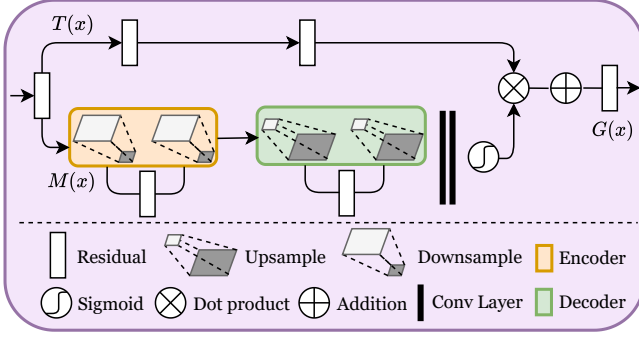 T(x)
M(x)
G(x)
Residual Upsample Downsample Encoder
Sigmoid Dot product Addition Conv Layer Decoder